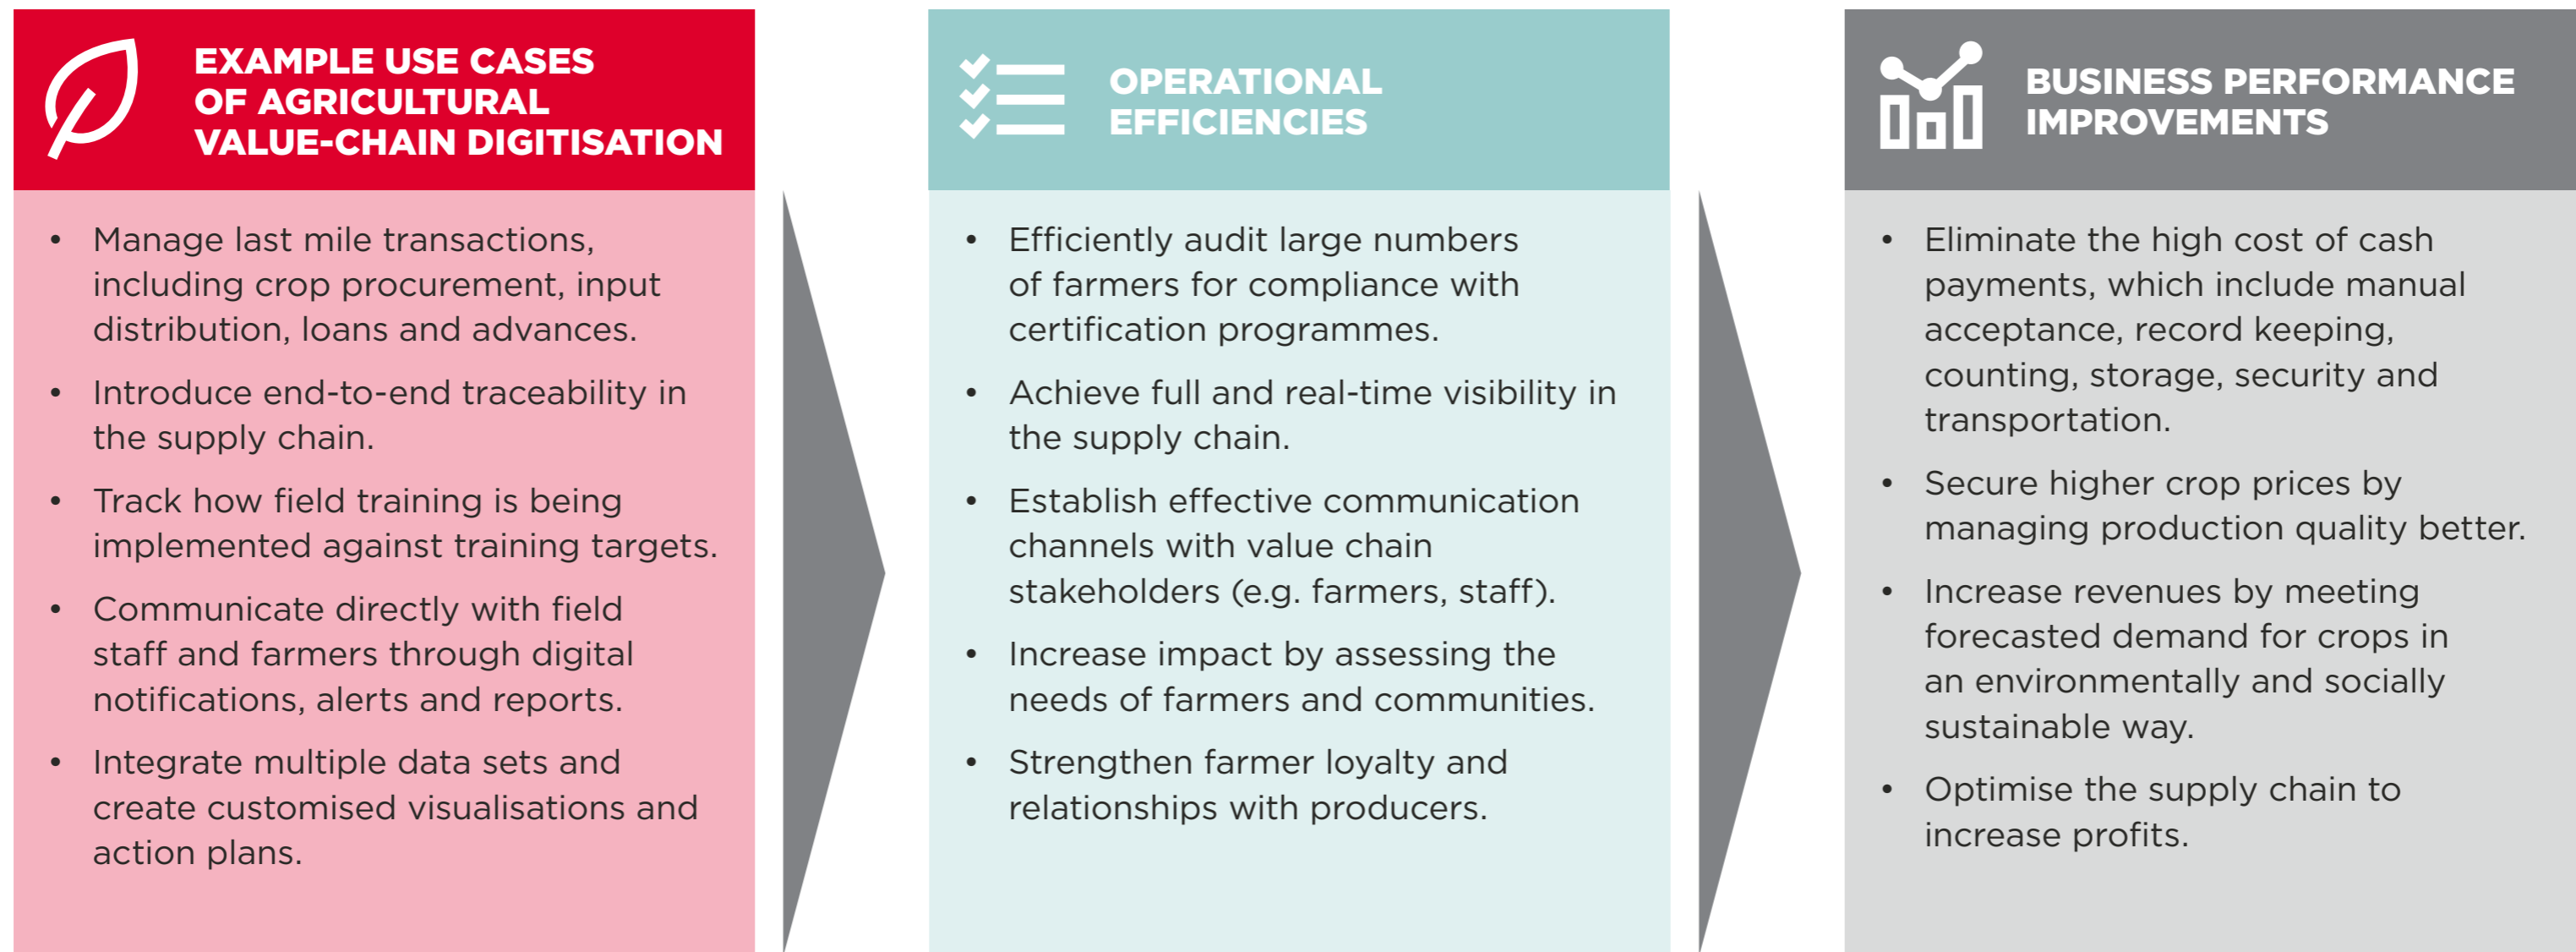 EXAMPLE USE CASES
OF AGRICULTURAL
VALUE-CHAIN DIGITISATION
• Manage last mile transactions,
including crop procurement, input
distribution, loans and advances.
• Introduce end-to-end traceability in
the supply chain.
• Track how field training is being
implemented against training targets.
• Communicate directly with field
staff and farmers through digital
notifications, alerts and reports.
• Integrate multiple data sets and
create customised visualisations and
action plans.
OPERATIONAL
EFFICIENCIES
• Efficiently audit large numbers
of farmers for compliance with
certification programmes.
• Achieve full and real-time visibility in
the supply chain.
• Establish effective communication
channels with value chain
stakeholders (e.g. farmers, staff).
• Increase impact by assessing the
needs of farmers and communities.
• Strengthen farmer loyalty and
relationships with producers.
BUSINESS PERFORMANCE
IMPROVEMENTS
• Eliminate the high cost of cash
payments, which include manual
acceptance, record keeping,
counting, storage, security and
transportation.
• Secure higher crop prices by
managing production quality better.
• Increase revenues by meeting
forecasted demand for crops in
an environmentally and socially
sustainable way.
• Optimise the supply chain to
increase profits.